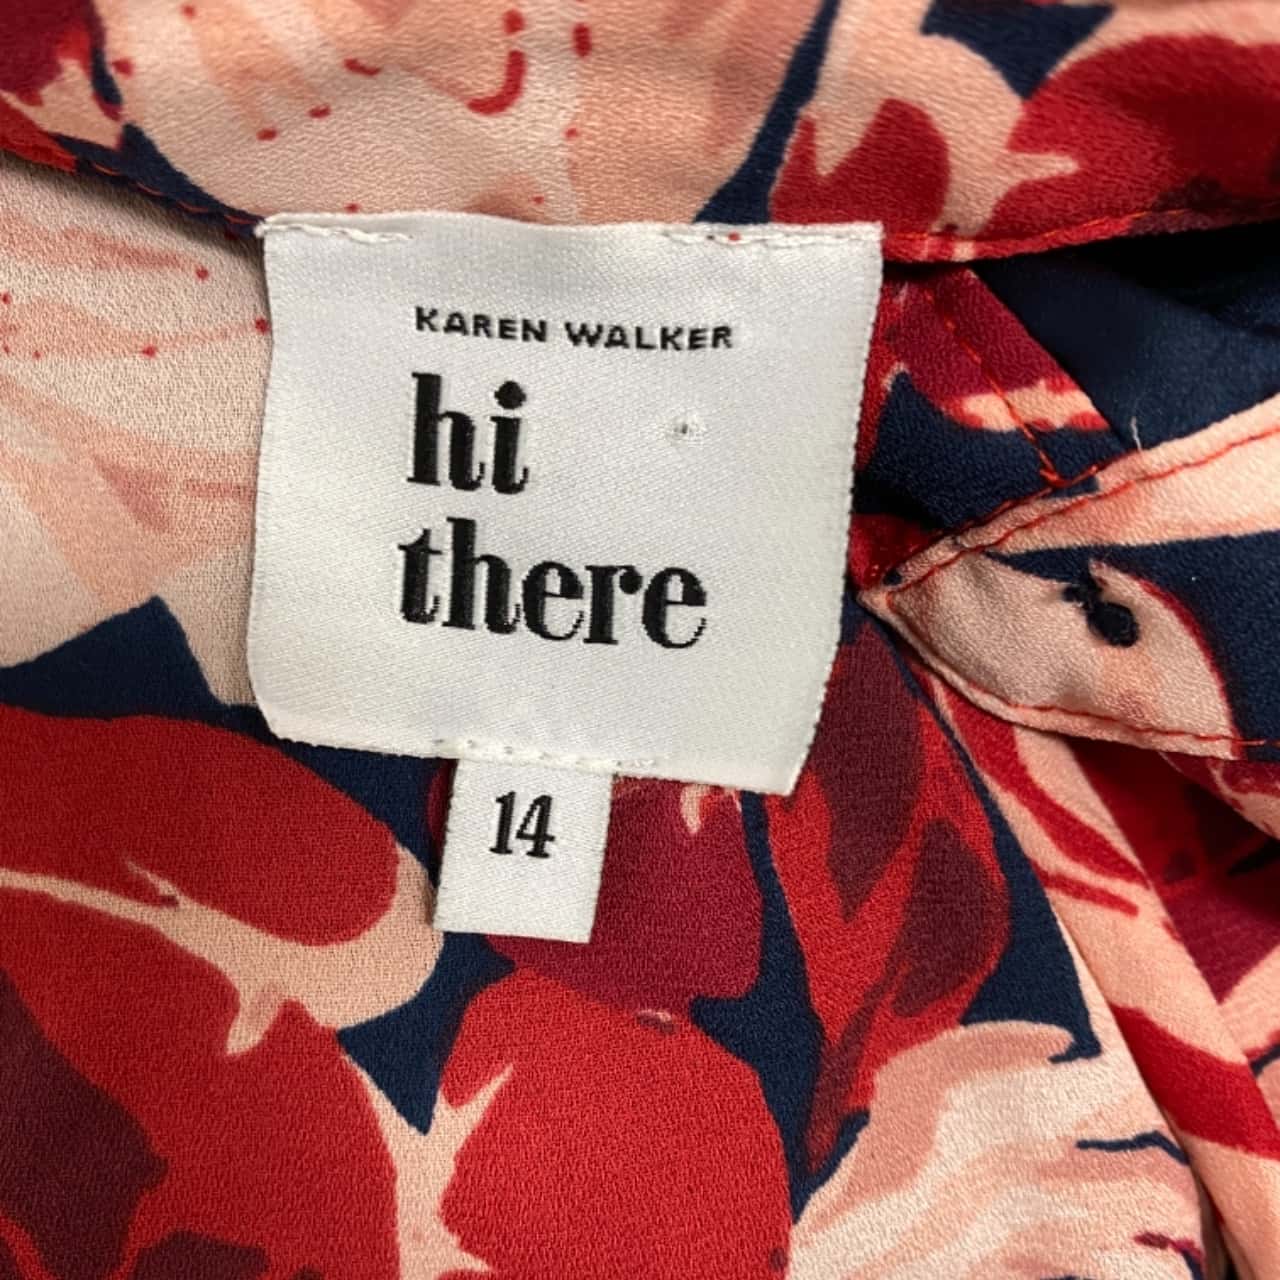 KAREN WALKER
hi
there
14